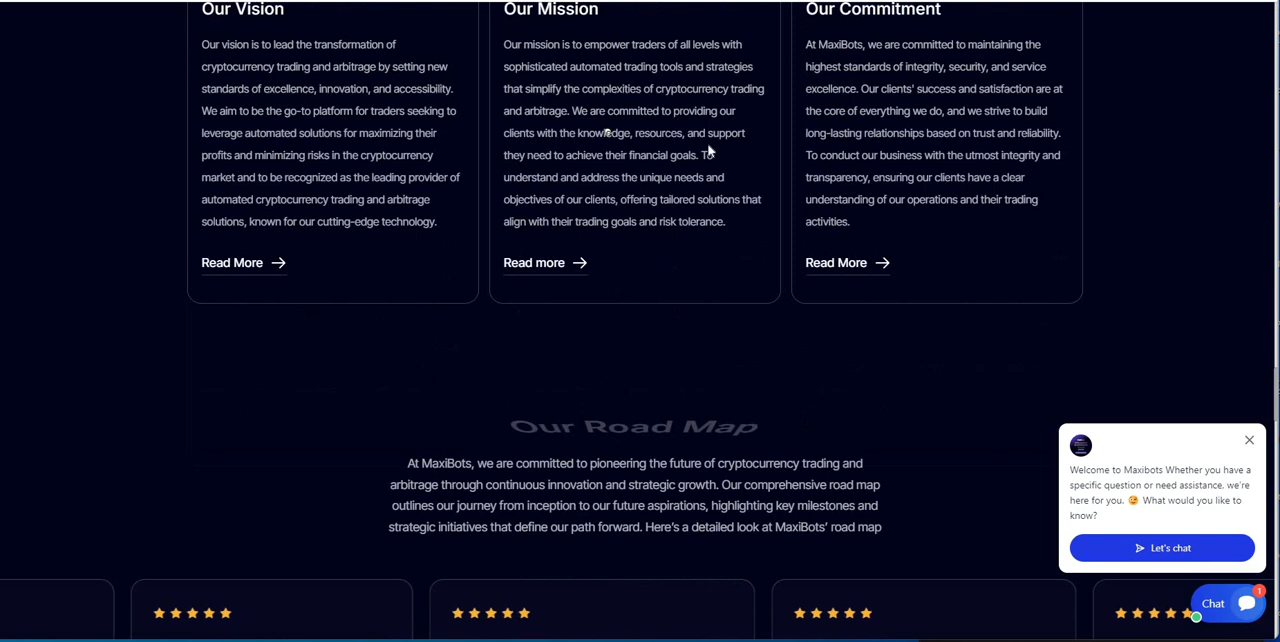 Our Vision
Our vision is to lead the transformation of
cryptocurrency trading and arbitrage by setting new
standards of excellence, innovation, and accessibility.
We aim to be the go-to platform for traders seeking to
leverage automated solutions for maximizing their
profits and minimizing risks in the cryptocurrency
market and to be recognized as the leading provider of
automated cryptocurrency trading and arbitrage
solutions, known for our cutting-edge technology.
Read More
Our Mission
Our mission is to empower traders of all levels with
sophisticated automated trading tools and strategies
that simplify the complexities of cryptocurrency trading
and arbitrage. We are committed to providing our
clients with the knowledge, resources, and support
they need to achieve their financial goals. To
understand and address the unique needs and
objectives of our clients, offering tailored solutions that
align with their trading goals and risk tolerance.
Read more
Our Commitment
At MaxiBots, we are committed to maintaining the
highest standards of integrity, security, and service
excellence. Our clients' success and satisfaction are at
the core of everything we do, and we strive to build
long-lasting relationships based on trust and reliability.
To conduct our business with the utmost integrity and
transparency, ensuring our clients have a clear
understanding of our operations and their trading
activities.
Read More
Our Road Map
At MaxiBots, we are committed to pioneering the future of cryptocurrency trading and
arbitrage through continuous innovation and strategic growth. Our comprehensive road map
outlines our journey from inception to our future aspirations, highlighting key milestones and
strategic initiatives that define our path forward. Here's a detailed look at MaxiBots' road map
Welcome to Maxibots Whether you have a
specific question or need assistance, we're
here for you. 😊 What would you like to
know?
Let's chat
Chat
1